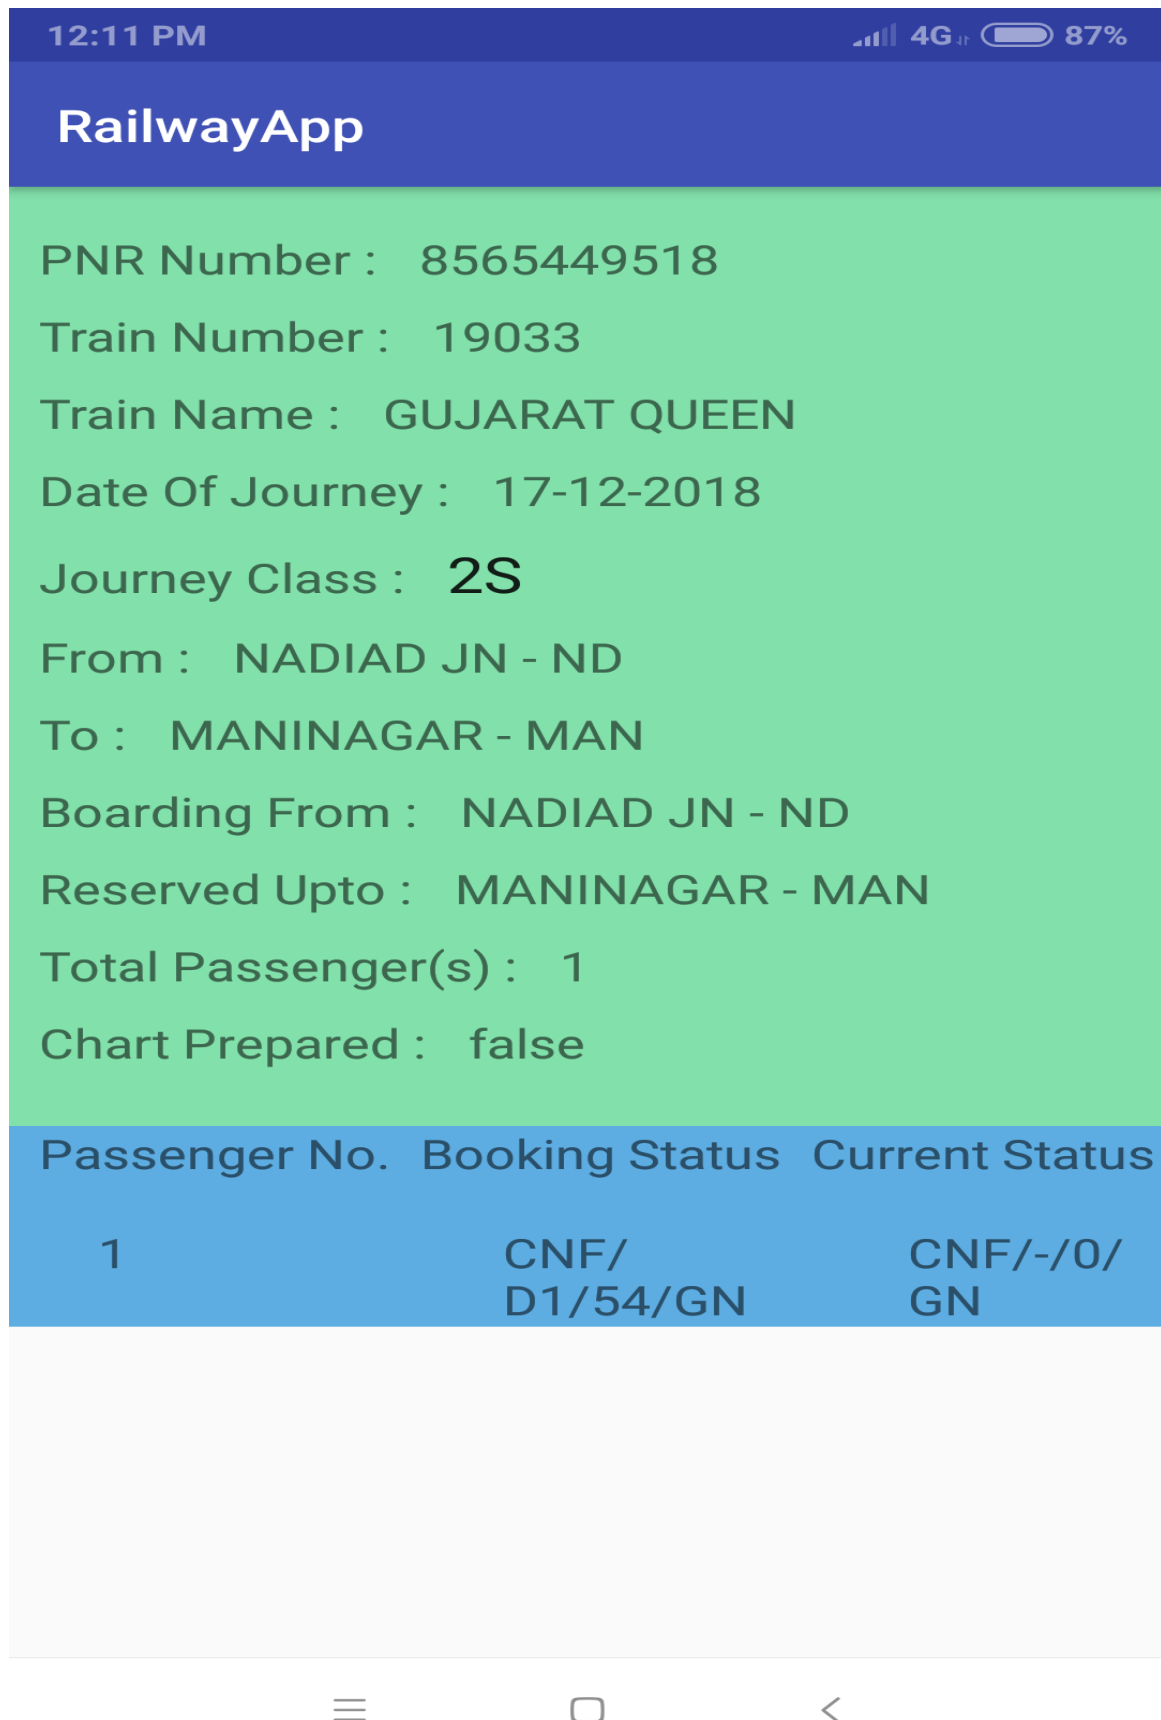 12:11 PM 4G 87%
RailwayApp
PNR Number : 8565449518
Train Number : 19033
Train Name : GUJARAT QUEEN
Date Of Journey : 17-12-2018
Journey Class : 2S
From : NADIAD JN - ND
To : MANINAGAR - MAN
Boarding From : NADIAD JN - ND
Reserved Upto : MANINAGAR - MAN
Total Passenger(s) : 1
Chart Prepared : false
Passenger No. Booking Status Current Status
1 CNF/ CNF/-/0/
D1/54/GN GN